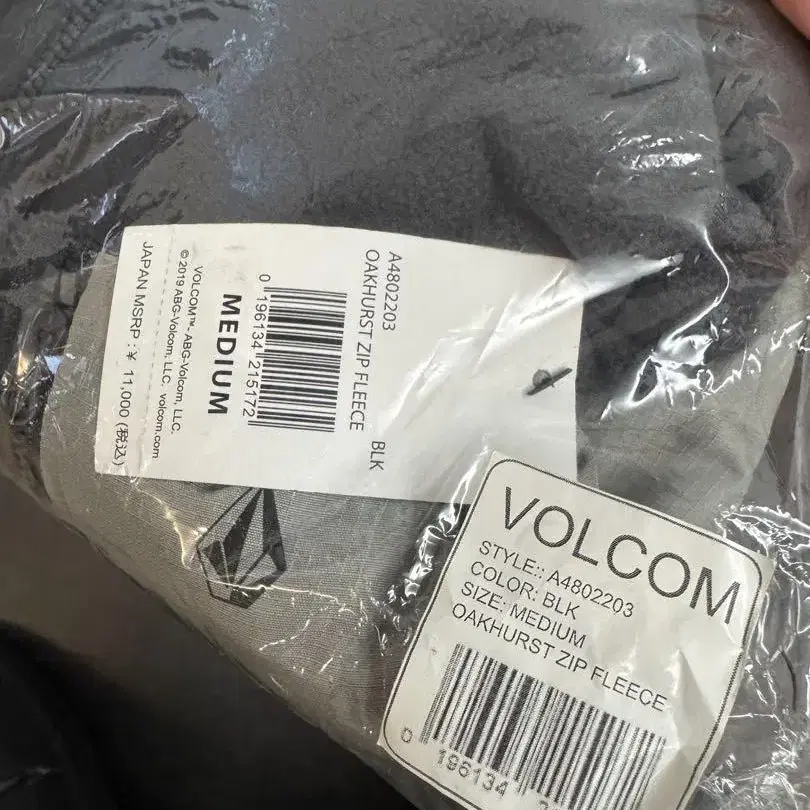 A4802203
OAKHURST ZIP FLEECE BLK
0 196134 215172
MEDIUM
VOLCOM™- ABG-Volcom, LLC.
© 2019 ABG-Volcom, LLC. volcom.com
JAPAN MSRP : ¥ 11,000 (税込)
VOLCOM
STYLE:: A4802203
COLOR: BLK
SIZE: MEDIUM
OAKHURST ZIP FLEECE
0 196134